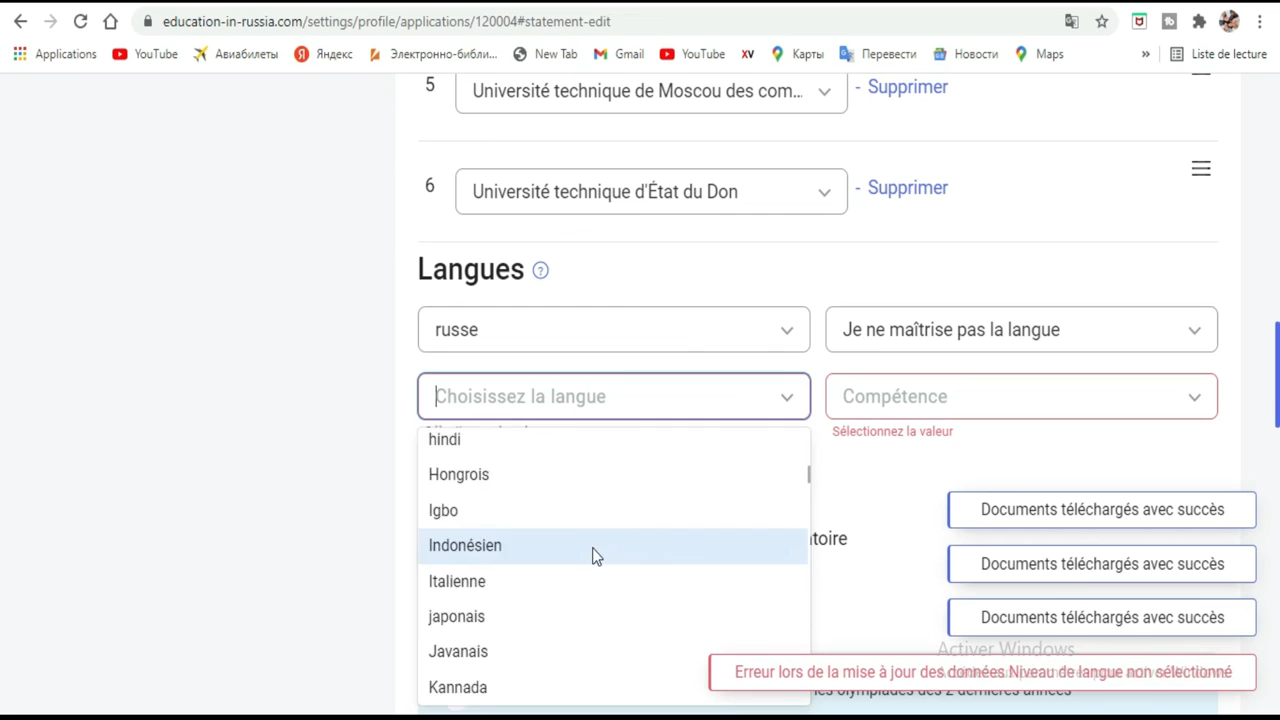 education-in-russia.com/settings/profile/applications/120004#statement-edit
Applications YouTube Авиабилеты Яндекс Электронно-библи... New Tab Gmail YouTube XV Карты Перевести Новости Maps » Liste de lecture
5 Université technique de Moscou des com... - Supprimer
6 Université technique d'État du Don - Supprimer
Langues ?
russe Je ne maîtrise pas la langue
Choisissez la langue Compétence
Sélectionnez la valeur
hindi
Hongrois
Igbo
Documents téléchargés avec succès
Indonésien
toire
Documents téléchargés avec succès
Italienne
japonais
Documents téléchargés avec succès
Javanais
Activer Windows
Erreur lors de la mise à jour des données Niveau de langue non sélectionné
Kannada
les olympiades des 2 dernières années